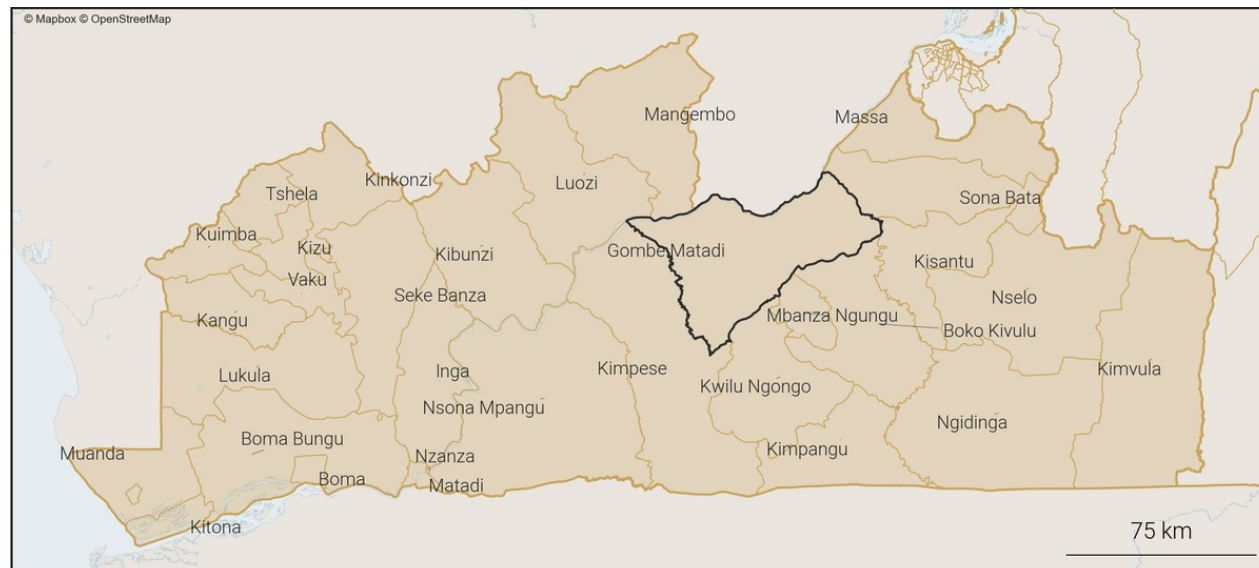 © Mapbox © OpenStreetMap
Mangembo
Massa
Luozi
Kinkonzi
Tshela
Sona Bata
Kuimba
Kizu
Gombe Matadi
Kibunzi
Kisantu
Vaku
Seke Banza
Nselo
Kangu
Mbanza Ngungu
Boko Kivulu
Inga
Kimpese
Kimvula
Lukula
Kwilu Ngongo
Nsona Mpangu
Ngidinga
Boma Bungu
Kimpangu
Muanda
Nzanza
Boma
Matadi
Kitona
75 km